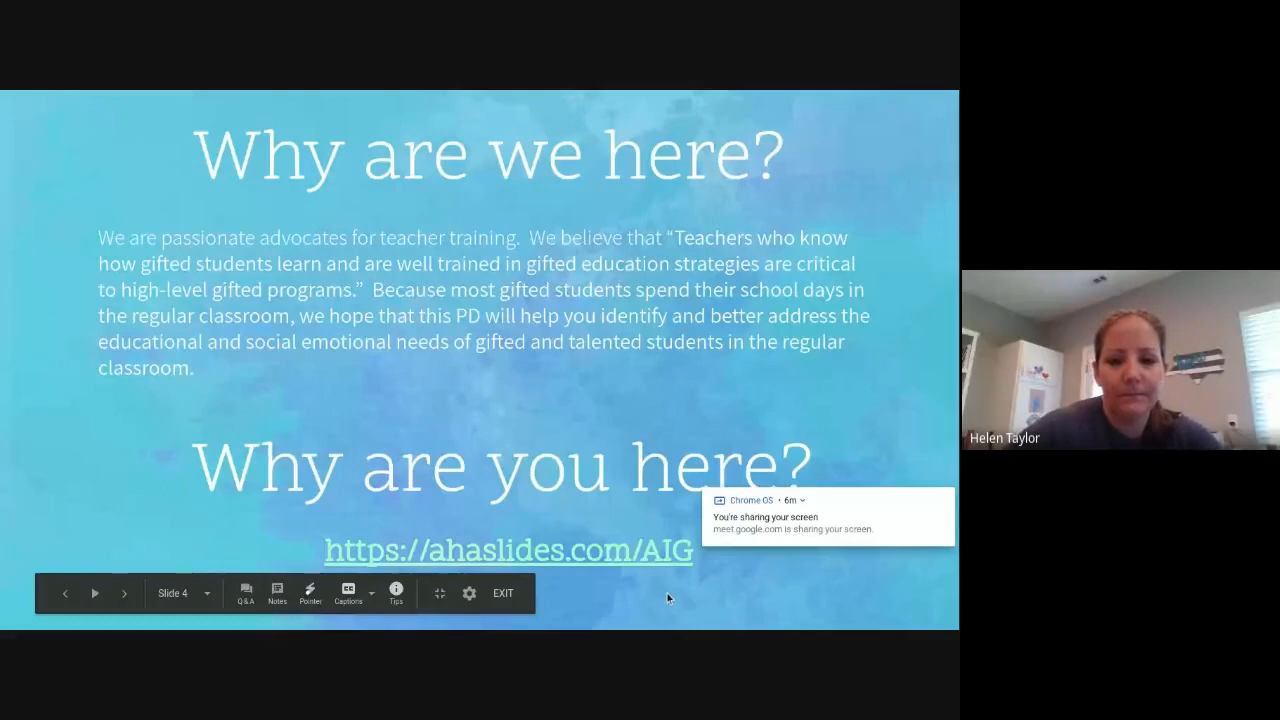 Why are we here?
We are passionate advocates for teacher training.  We believe that “Teachers who know
how gifted students learn and are well trained in gifted education strategies are critical
to high-level gifted programs.”  Because most gifted students spend their school days in
the regular classroom, we hope that this PD will help you identify and better address the
educational and social emotional needs of gifted and talented students in the regular
classroom.
Why are you here?
https://ahaslides.com/AIG
Chrome OS • 6m
You're sharing your screen
meet.google.com is sharing your screen.
Slide 4
Q&A Notes Pointer Captions Tips EXIT
Helen Taylor